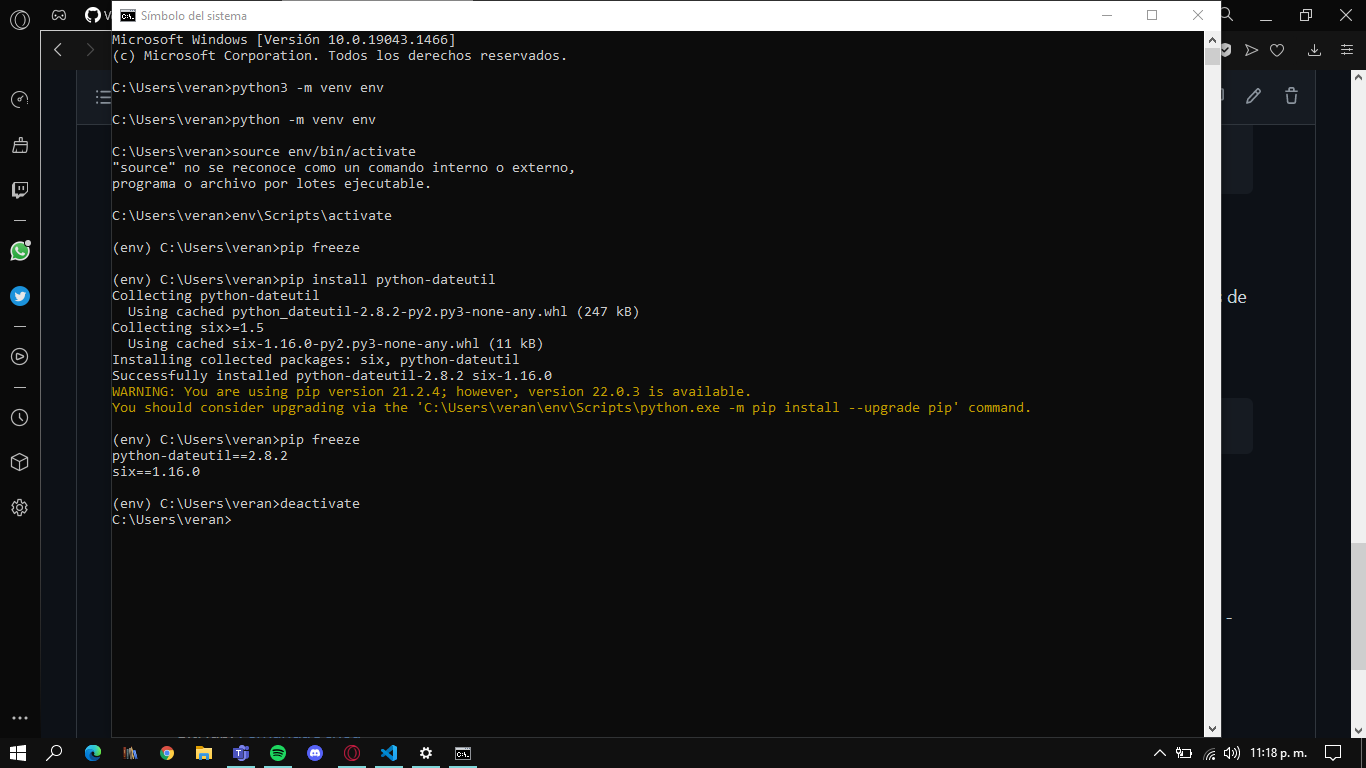 Símbolo del sistema
Microsoft Windows [Versión 10.0.19043.1466]
(c) Microsoft Corporation. Todos los derechos reservados.
C:\Users\veran>python3 -m venv env
C:\Users\veran>python -m venv env
C:\Users\veran>source env/bin/activate
"source" no se reconoce como un comando interno o externo,
programa o archivo por lotes ejecutable.
C:\Users\veran>env\Scripts\activate
(env) C:\Users\veran>pip freeze
(env) C:\Users\veran>pip install python-dateutil
Collecting python-dateutil
  Using cached python_dateutil-2.8.2-py2.py3-none-any.whl (247 kB)
Collecting six>=1.5
  Using cached six-1.16.0-py2.py3-none-any.whl (11 kB)
Installing collected packages: six, python-dateutil
Successfully installed python-dateutil-2.8.2 six-1.16.0
WARNING: You are using pip version 21.2.4; however, version 22.0.3 is available.
You should consider upgrading via the 'C:\Users\veran\env\Scripts\python.exe -m pip install --upgrade pip' command.
(env) C:\Users\veran>pip freeze
python-dateutil==2.8.2
six==1.16.0
(env) C:\Users\veran>deactivate
C:\Users\veran>
de
11:18 p. m.